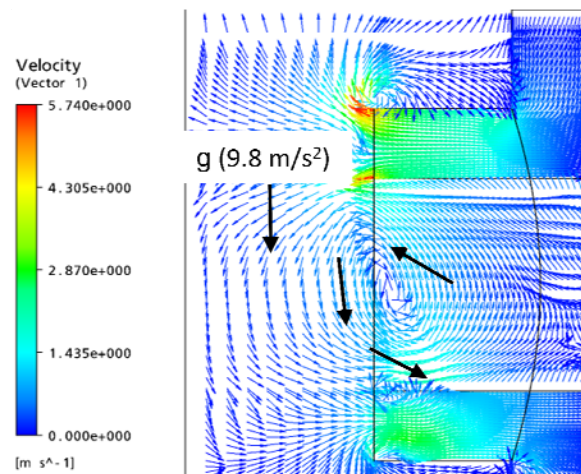 Velocity
(Vector 1)
5.740e+000
4.305e+000
2.870e+000
1.435e+000
0.000e+000
[m s^-1]
g (9.8 m/s²)